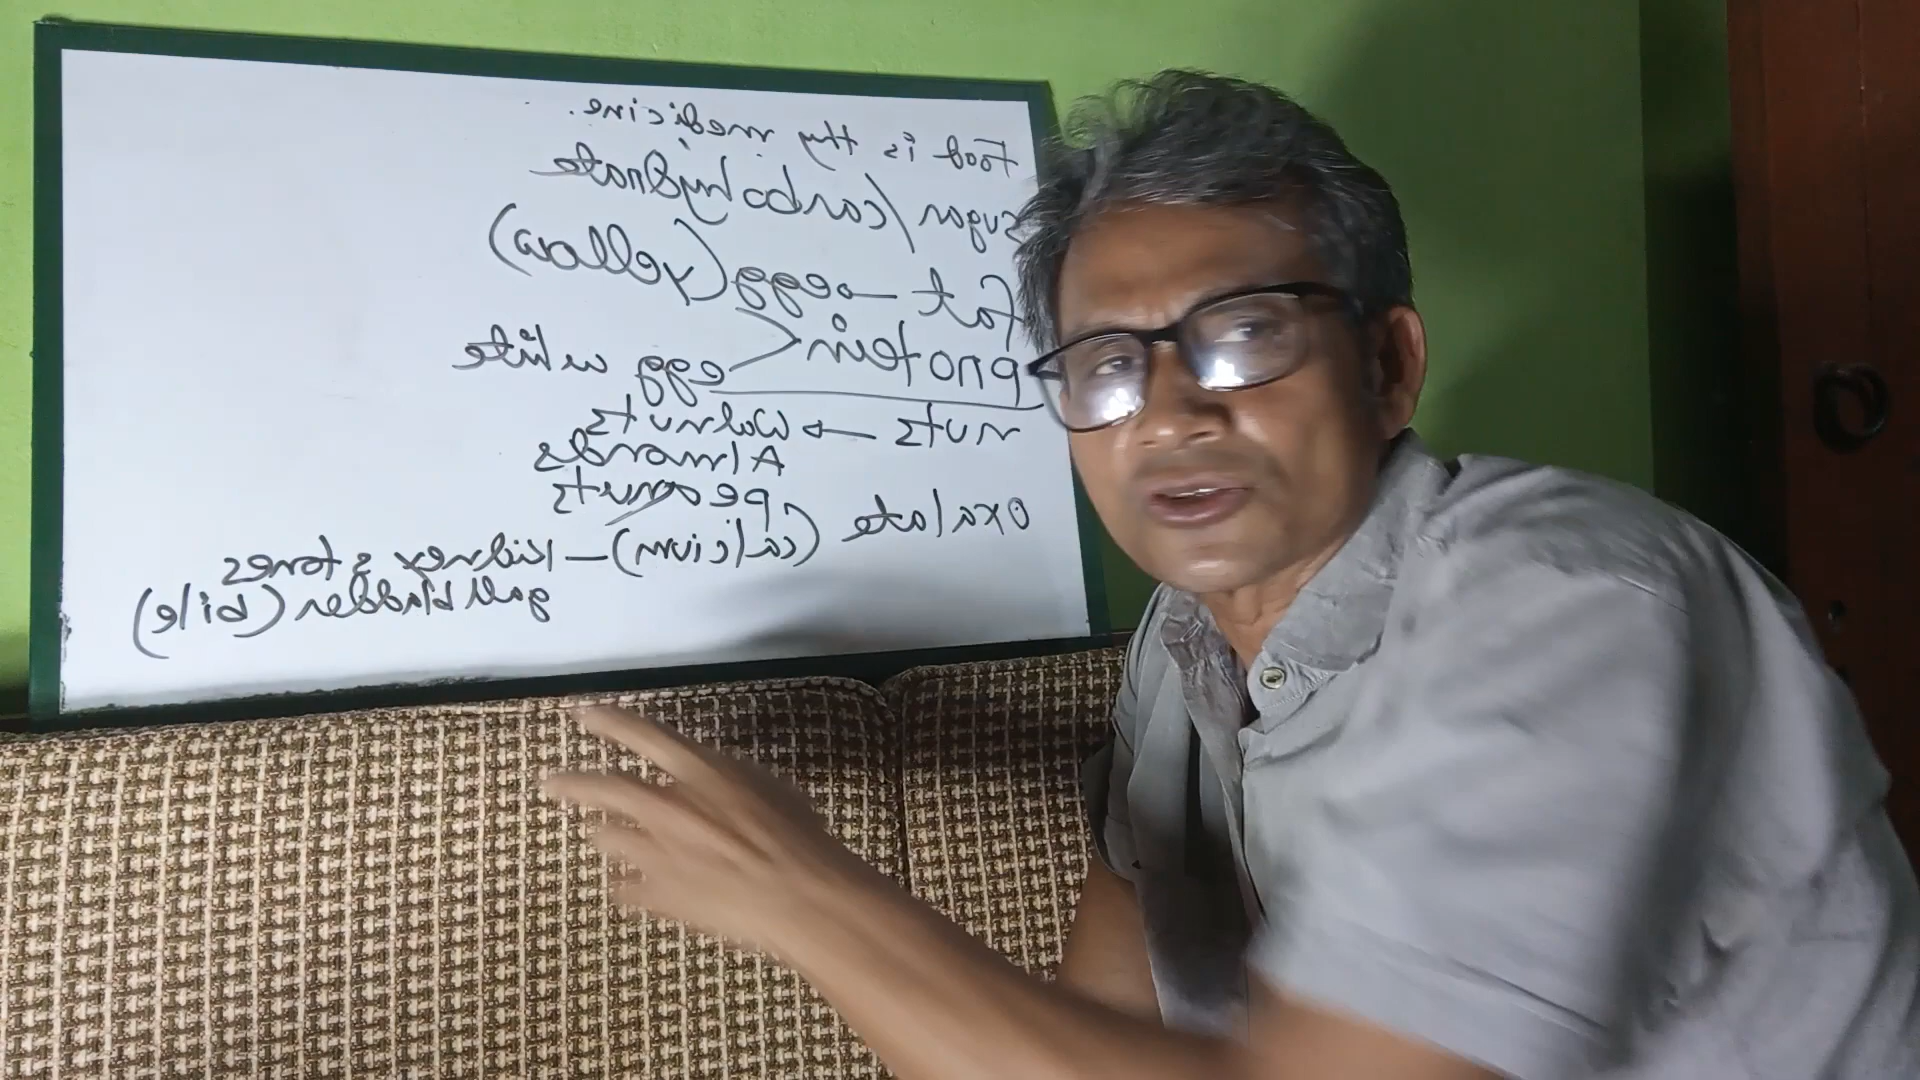 Food is thy medicine.
Sugar/carbohydrate
fat → egg (yellow)
protein < egg white
nuts → Walnuts
Almonds
peanuts
Oxalate (calcium) - kidney stones
gall bladder (bile)